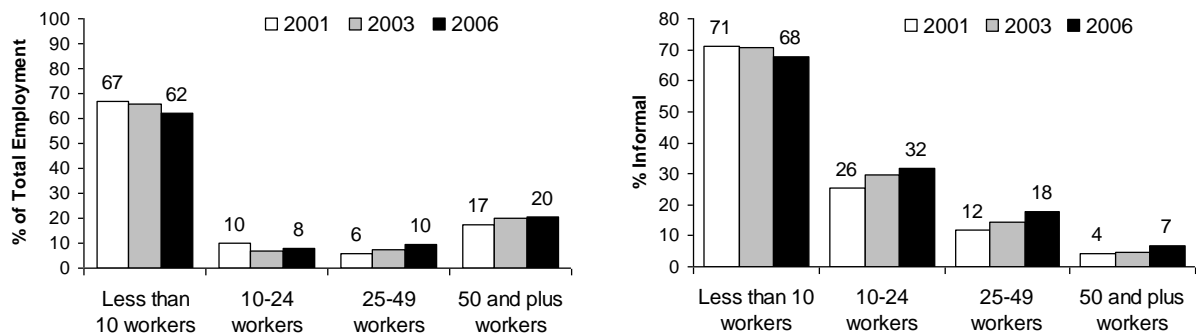 100
90
80
70
60
50
40
30
20
10
0
% of Total Employment
2001 2003 2006
67
62
10
8
6
10
17
20
Less than
10 workers
10-24
workers
25-49
workers
50 and plus
workers
80
70
60
50
40
30
20
10
0
% Informal
2001 2003 2006
71
68
26
32
12
18
4
7
Less than 10
workers
10-24
workers
25-49
workers
50 and plus
workers